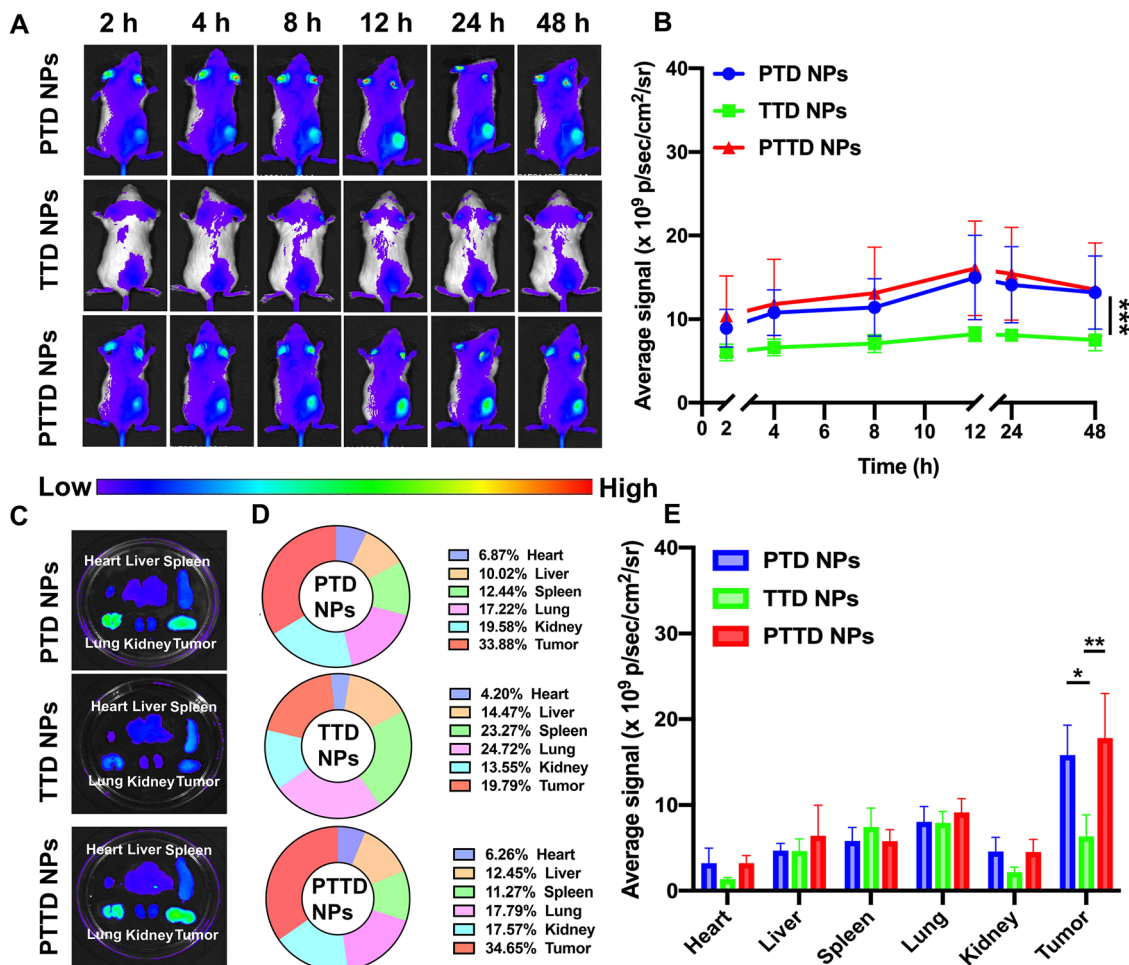 A
2 h 4 h 8 h 12 h 24 h 48 h
PTD NPs
TTD NPs
PTTD NPs
Low High
B
Average signal (x 10⁹ p/sec/cm²/sr)
40
30
20
10
0
PTD NPs
TTD NPs
PTTD NPs
***
0 2 4 6 8 10 12 24 48
Time (h)
C
PTD NPs
Heart Liver Spleen
Lung Kidney Tumor
TTD NPs
Heart Liver Spleen
Lung Kidney Tumor
PTTD NPs
Heart Liver Spleen
Lung Kidney Tumor
D
PTD
NPs
6.87% Heart
10.02% Liver
12.44% Spleen
17.22% Lung
19.58% Kidney
33.88% Tumor
TTD
NPs
4.20% Heart
14.47% Liver
23.27% Spleen
24.72% Lung
13.55% Kidney
19.79% Tumor
PTTD
NPs
6.26% Heart
12.45% Liver
11.27% Spleen
17.79% Lung
17.57% Kidney
34.65% Tumor
E
Average signal (x 10⁹ p/sec/cm²/sr)
40
30
20
10
0
PTD NPs
TTD NPs
PTTD NPs
**
*
Heart Liver Spleen Lung Kidney Tumor